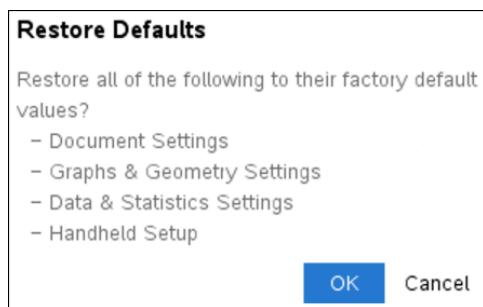 Restore Defaults
Restore all of the following to their factory default
values?
– Document Settings
– Graphs & Geometry Settings
– Data & Statistics Settings
– Handheld Setup
OK Cancel